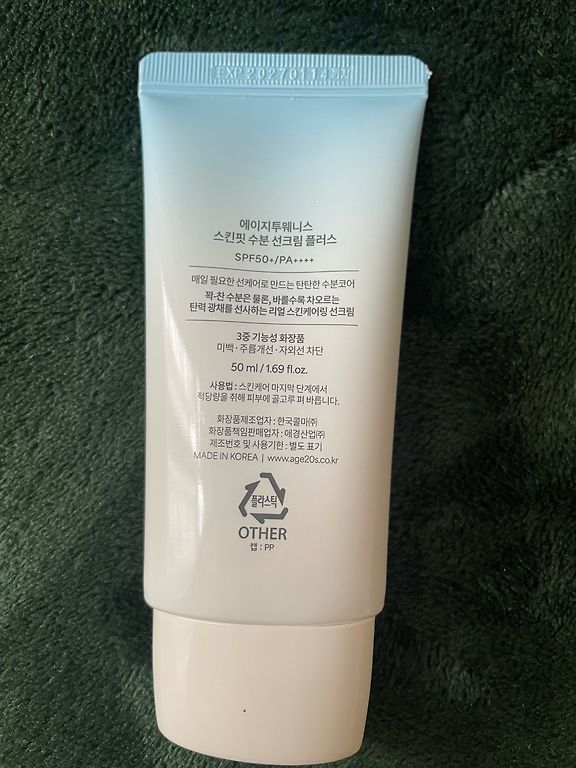 EXP 20270114
에이지투웨니스
스킨핏 수분 선크림 플러스
SPF50+/PA++++
매일 필요한 선케어로 만드는 탄탄한 수분코어
꽉-찬 수분은 물론, 바를수록 차오르는
탄력 광채를 선사하는 리얼 스킨케어링 선크림
3중 기능성 화장품
미백·주름개선·자외선 차단
50 ml / 1.69 fl.oz.
사용법 : 스킨케어 마지막 단계에서
적당량을 취해 피부에 골고루 펴 바릅니다.
화장품제조업자 : 한국콜마㈜
화장품책임판매업자 : 애경산업㈜
제조번호 및 사용기한 : 별도 표기
MADE IN KOREA | www.age20s.co.kr
플라스틱
OTHER
캡 : PP